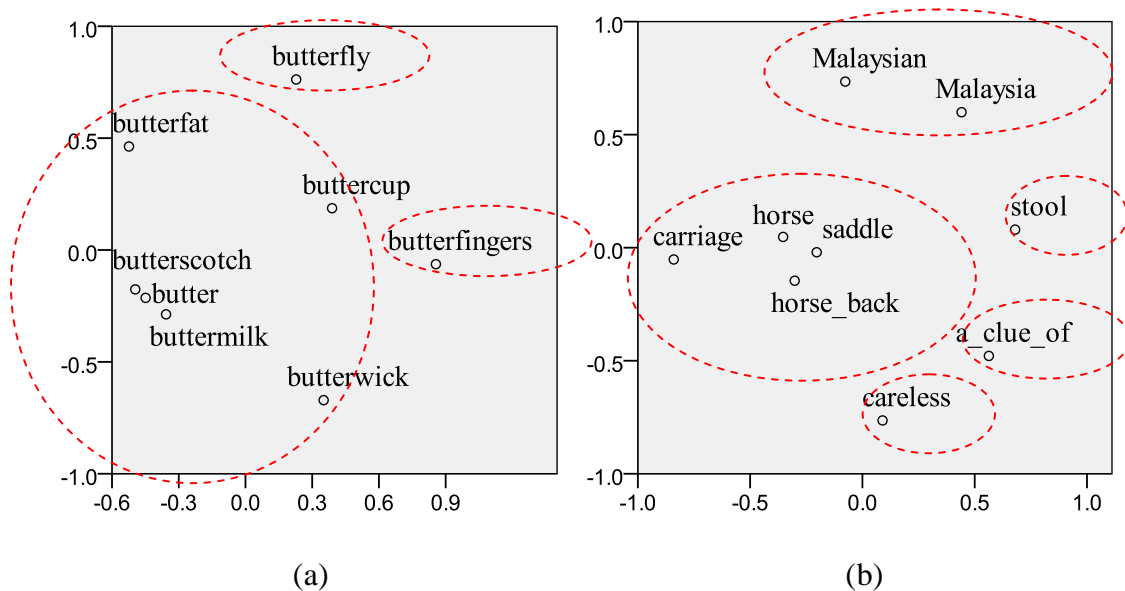 1.0
butterfly
butterfat
0.5
buttercup
0.0
butterfingers
butterscotch
butter
buttermilk
-0.5
butterwick
-1.0
-0.6 -0.3 0.0 0.3 0.6 0.9
(a)
1.0
Malaysian
Malaysia
0.5
stool
horse
carriage
saddle
0.0
horse_back
a_clue_of
-0.5
careless
-1.0
-1.0 -0.5 0.0 0.5 1.0
(b)